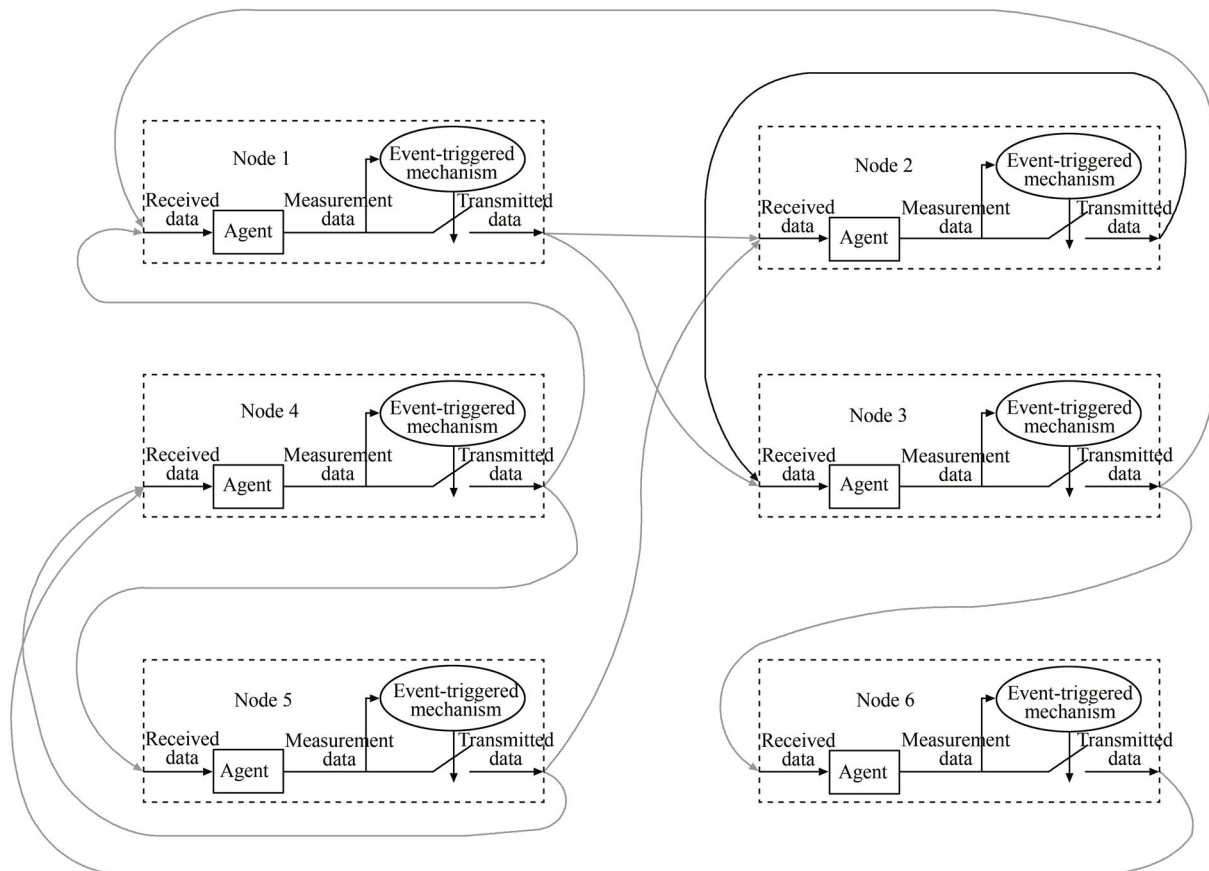 Node 1
Event-triggered
mechanism
Received
data
Agent
Measurement
data
Transmitted
data
Node 2
Event-triggered
mechanism
Received
data
Agent
Measurement
data
Transmitted
data
Node 4
Event-triggered
mechanism
Received
data
Agent
Measurement
data
Transmitted
data
Node 3
Event-triggered
mechanism
Received
data
Agent
Measurement
data
Transmitted
data
Node 5
Event-triggered
mechanism
Received
data
Agent
Measurement
data
Transmitted
data
Node 6
Event-triggered
mechanism
Received
data
Agent
Measurement
data
Transmitted
data